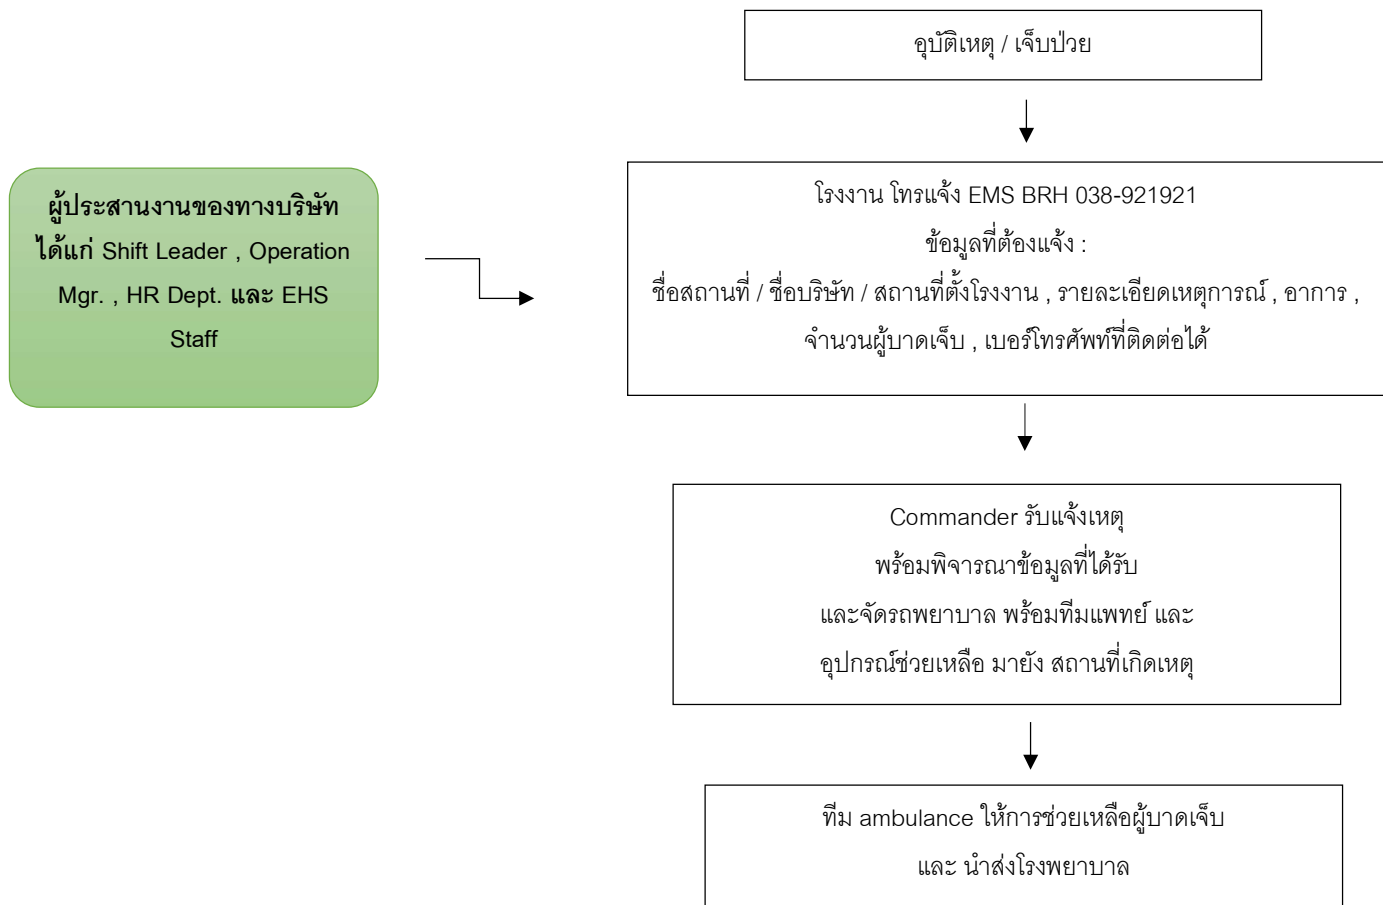 อุบัติเหตุ / เจ็บป่วย
ผู้ประสานงานของทางบริษัท
ได้แก่ Shift Leader , Operation
Mgr. , HR Dept. และ EHS
Staff
โรงงาน โทรแจ้ง EMS BRH 038-921921
ข้อมูลที่ต้องแจ้ง :
ชื่อสถานที่ / ชื่อบริษัท / สถานที่ตั้งโรงงาน , รายละเอียดเหตุการณ์ , อาการ ,
จำนวนผู้บาดเจ็บ , เบอร์โทรศัพท์ที่ติดต่อได้
Commander รับแจ้งเหตุ
พร้อมพิจารณาข้อมูลที่ได้รับ
และจัดรถพยาบาล พร้อมทีมแพทย์ และ
อุปกรณ์ช่วยเหลือ มายัง สถานที่เกิดเหตุ
ทีม ambulance ให้การช่วยเหลือผู้บาดเจ็บ
และ นำส่งโรงพยาบาล